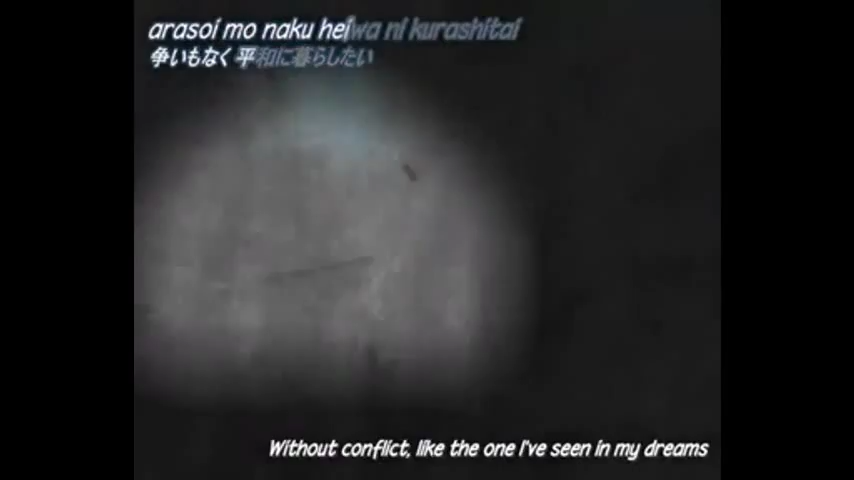 arasoi mo naku heiwa ni kurashitai
争いもなく 平和に暮らしたい
Without conflict, like the one I've seen in my dreams